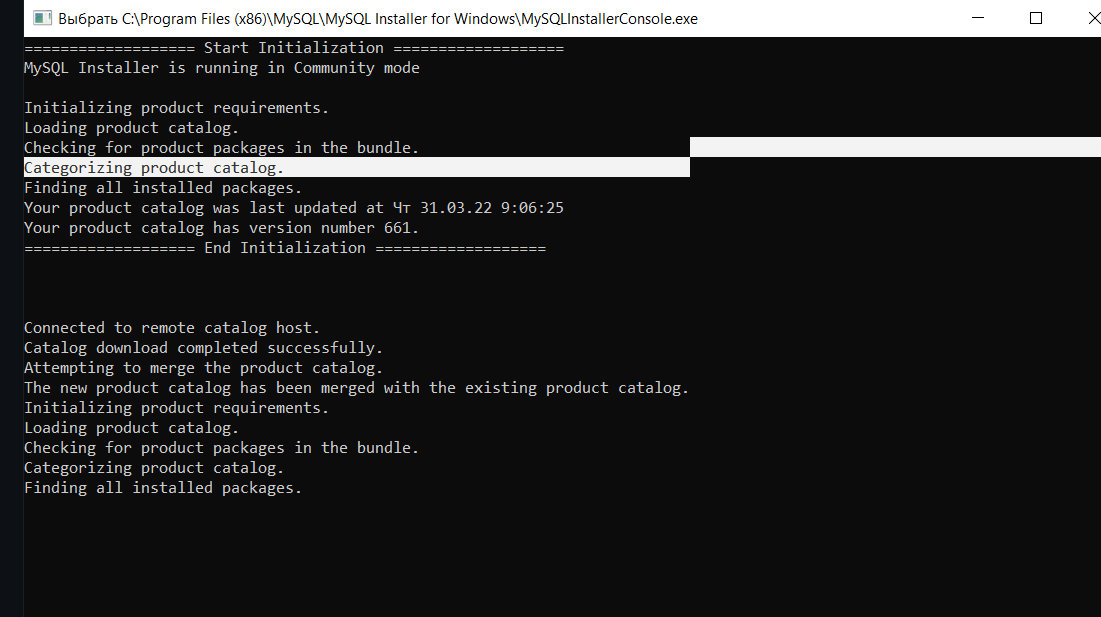 Выбрать C:\Program Files (x86)\MySQL\MySQL Installer for Windows\MySQLInstallerConsole.exe
=================== Start Initialization ===================
MySQL Installer is running in Community mode
Initializing product requirements.
Loading product catalog.
Checking for product packages in the bundle.
Categorizing product catalog.
Finding all installed packages.
Your product catalog was last updated at Чт 31.03.22 9:06:25
Your product catalog has version number 661.
=================== End Initialization ===================
Connected to remote catalog host.
Catalog download completed successfully.
Attempting to merge the product catalog.
The new product catalog has been merged with the existing product catalog.
Initializing product requirements.
Loading product catalog.
Checking for product packages in the bundle.
Categorizing product catalog.
Finding all installed packages.